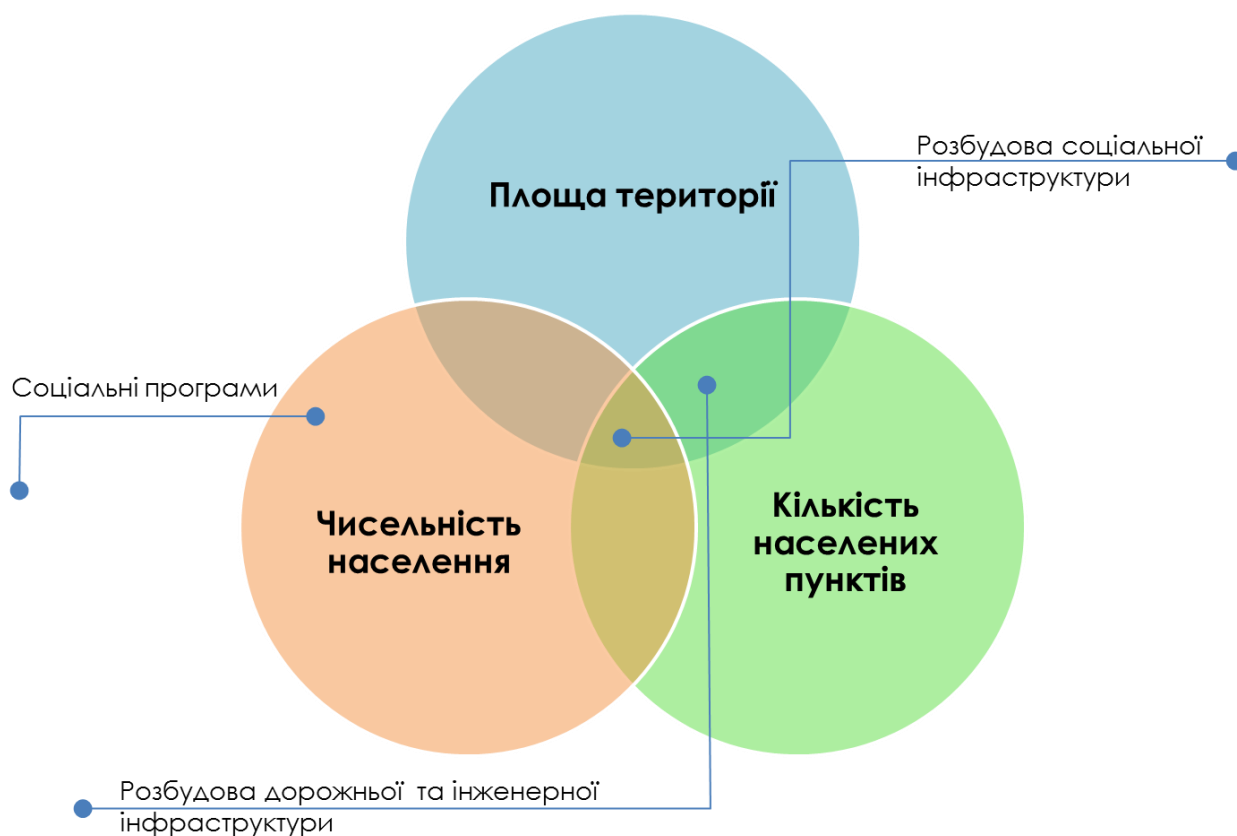 Розбудова соціальної
інфраструктури
Площа території
Соціальні програми
Чисельність
населення
Кількість
населених
пунктів
Розбудова дорожньої та інженерної
інфраструктури